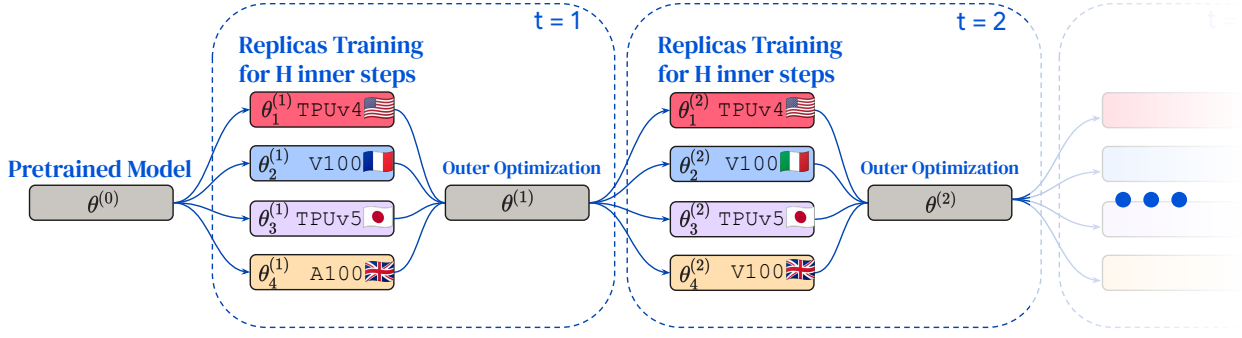 t = 1
t = 2
t =
Replicas Training
for H inner steps
Replicas Training
for H inner steps
θ₁⁽¹⁾ TPUv4
θ₁⁽²⁾ TPUv4
Pretrained Model
θ₂⁽¹⁾ V100
Outer Optimization
θ₂⁽²⁾ V100
Outer Optimization
θ⁽⁰⁾
θ⁽¹⁾
θ⁽²⁾
θ₃⁽¹⁾ TPUv5
θ₃⁽²⁾ TPUv5
θ₄⁽¹⁾ A100
θ₄⁽²⁾ V100